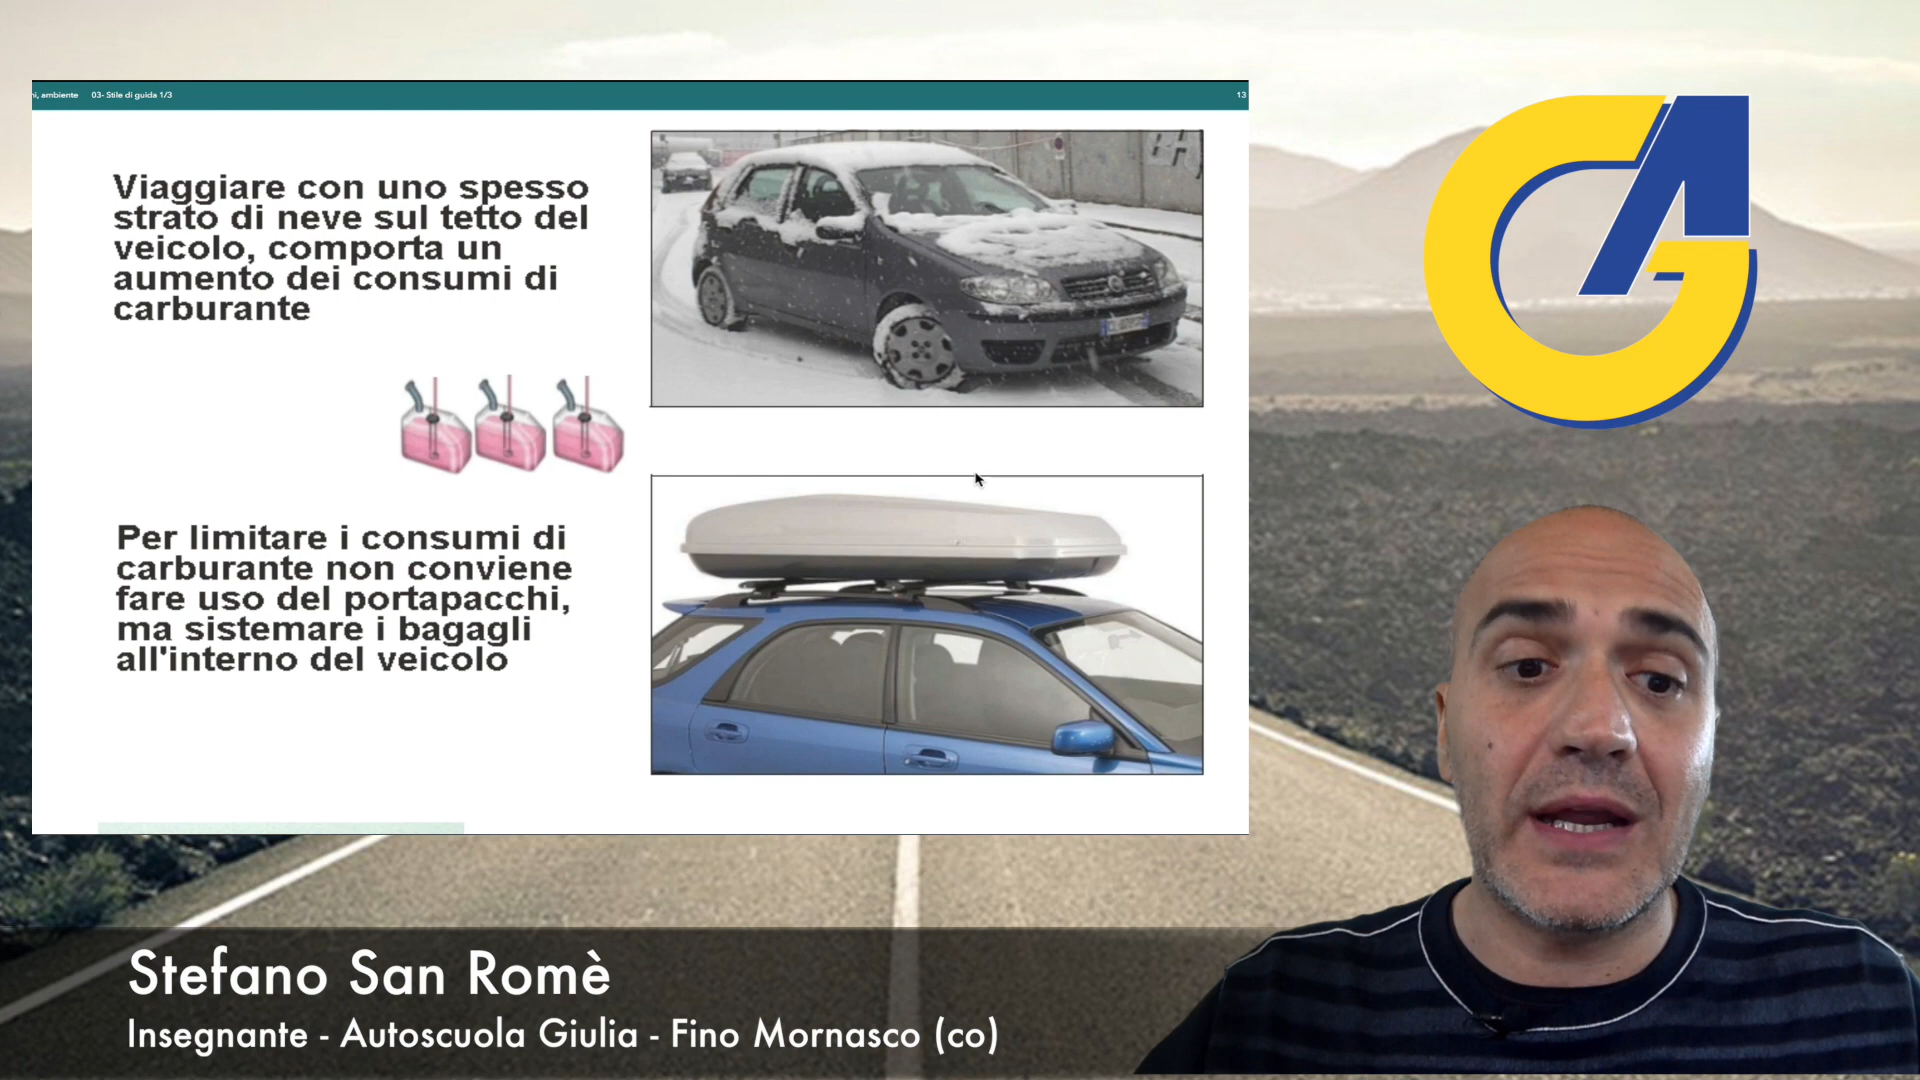 ni, ambiente 03- Stile di guida 1/3 13
Viaggiare con uno spesso
strato di neve sul tetto del
veicolo, comporta un
aumento dei consumi di
carburante
Per limitare i consumi di
carburante non conviene
fare uso del portapacchi,
ma sistemare i bagagli
all'interno del veicolo
Stefano San Romè
Insegnante - Autoscuola Giulia - Fino Mornasco (co)